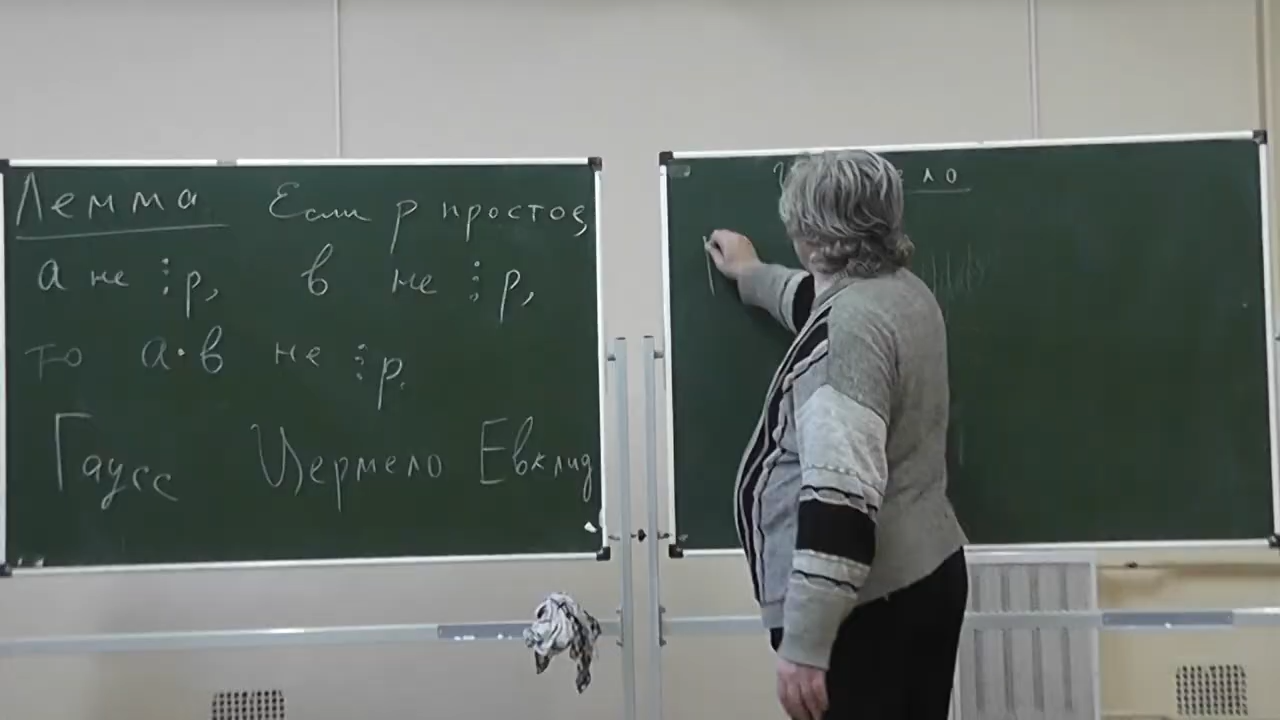 Лемма Если р простое,
а не ⋮ р, в не ⋮ р,
то а·в не ⋮ р.
Гаусс Цермело Евклид